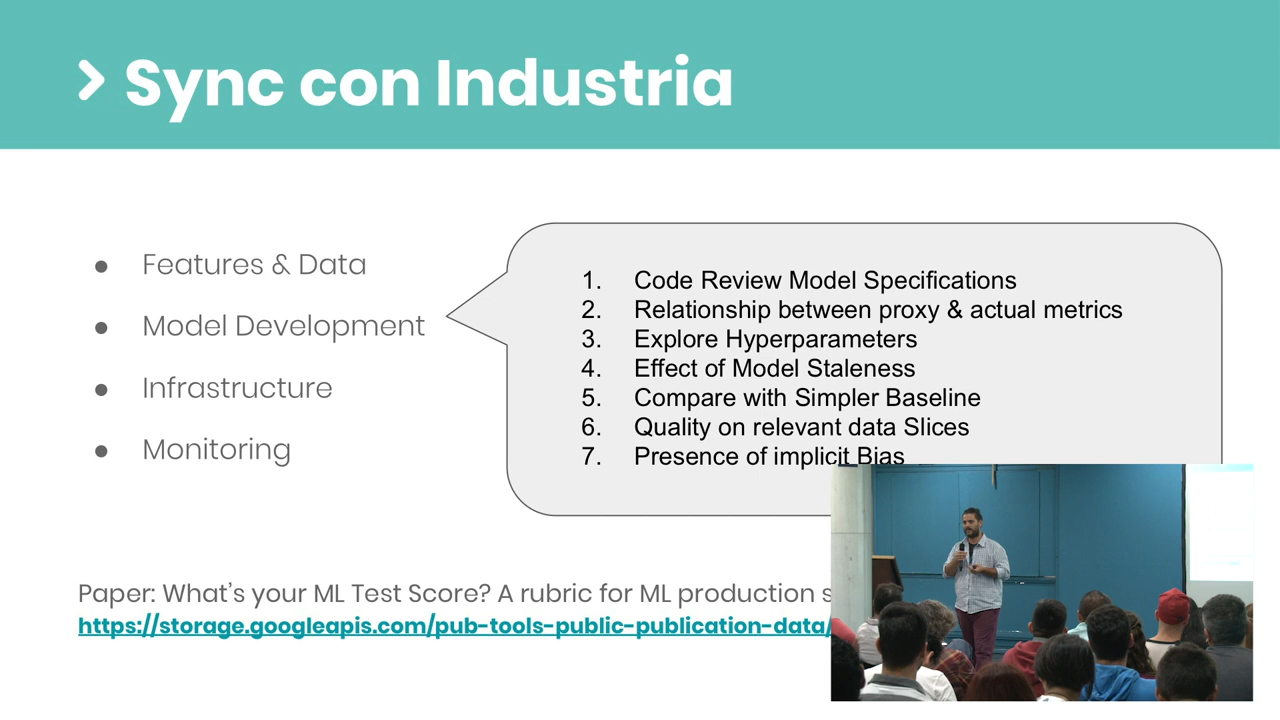 Sync con Industria
Features & Data
Model Development
Infrastructure
Monitoring
1. Code Review Model Specifications
2. Relationship between proxy & actual metrics
3. Explore Hyperparameters
4. Effect of Model Staleness
5. Compare with Simpler Baseline
6. Quality on relevant data Slices
7. Presence of implicit Bias
Paper: What's your ML Test Score? A rubric for ML production
https://storage.googleapis.com/pub-tools-public-publication-data/